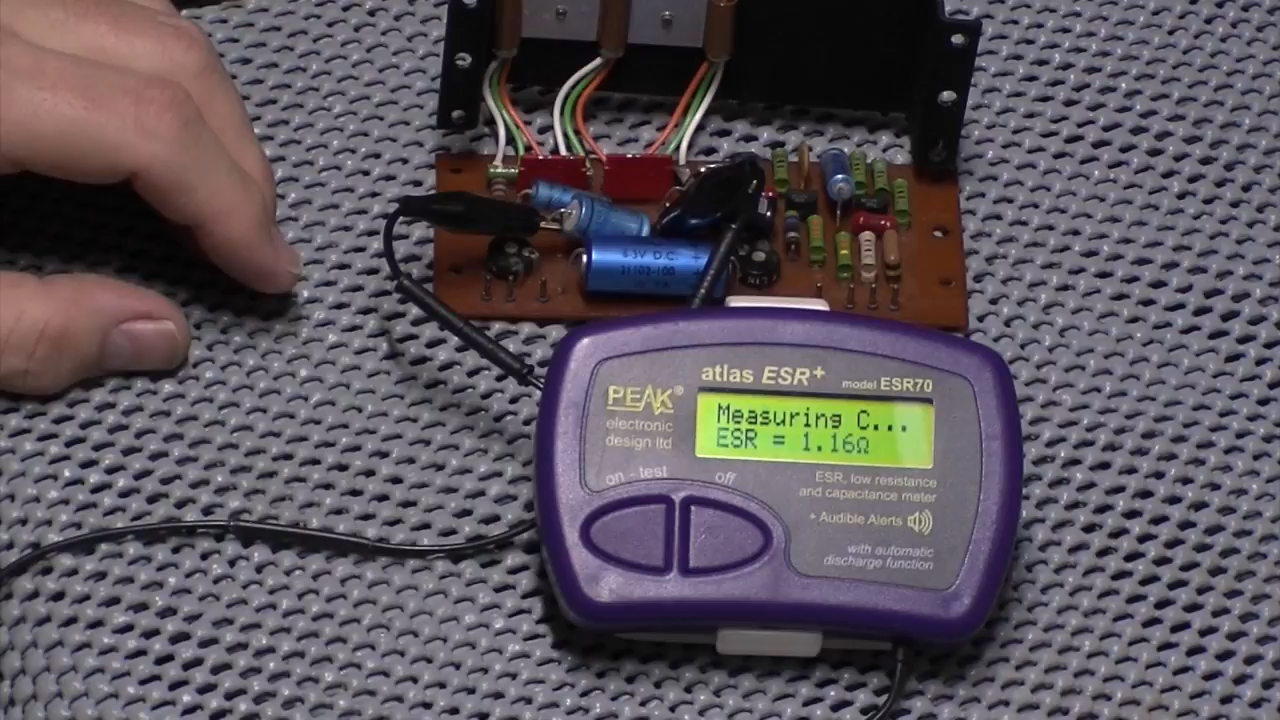 6·3V D.C.
atlas ESR+
model ESR70
PEAK®
electronic
design ltd
Measuring C...
ESR = 1.16Ω
on - test
off
ESR, low resistance
and capacitance meter
+ Audible Alerts
with automatic
discharge function